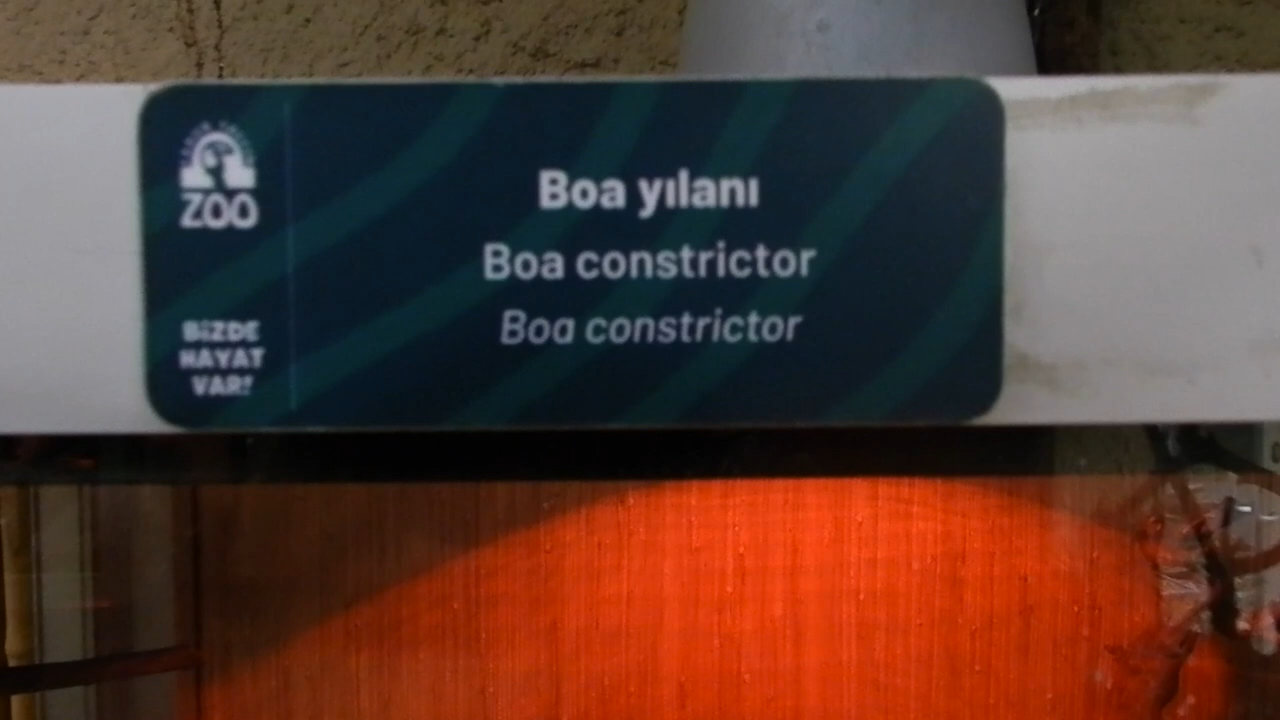 ZOO
BİZDE
HAYAT
VAR!
Boa yılanı
Boa constrictor
Boa constrictor